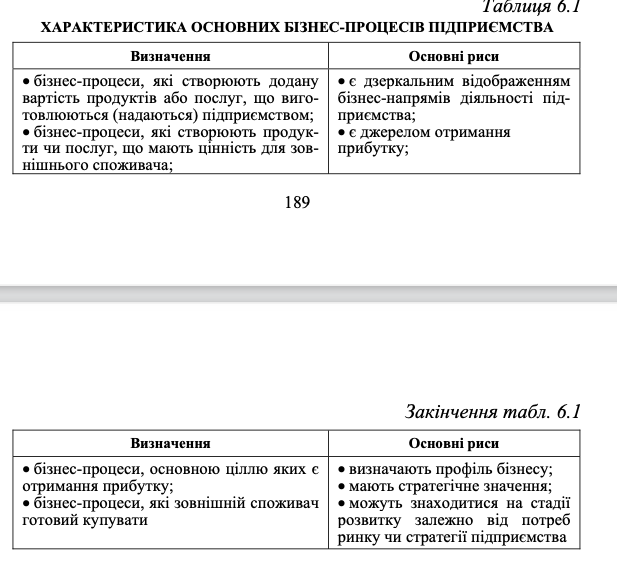 Таблиця 6.1
ХАРАКТЕРИСТИКА ОСНОВНИХ БІЗНЕС-ПРОЦЕСІВ ПІДПРИЄМСТВА
Визначення
• бізнес-процеси, які створюють додану
вартість продуктів або послуг, що виго-
товлюються (надаються) підприємством;
• бізнес-процеси, які створюють продук-
ти чи послуг, що мають цінність для зов-
нішнього споживача;
Основні риси
• є дзеркальним відображенням
бізнес-напрямів діяльності під-
приємства;
• є джерелом отримання
прибутку;
189
Закінчення табл. 6.1
Визначення
• бізнес-процеси, основною ціллю яких є
отримання прибутку;
• бізнес-процеси, які зовнішній споживач
готовий купувати
Основні риси
• визначають профіль бізнесу;
• мають стратегічне значення;
• можуть знаходитися на стадії
розвитку залежно від потреб
ринку чи стратегії підприємства